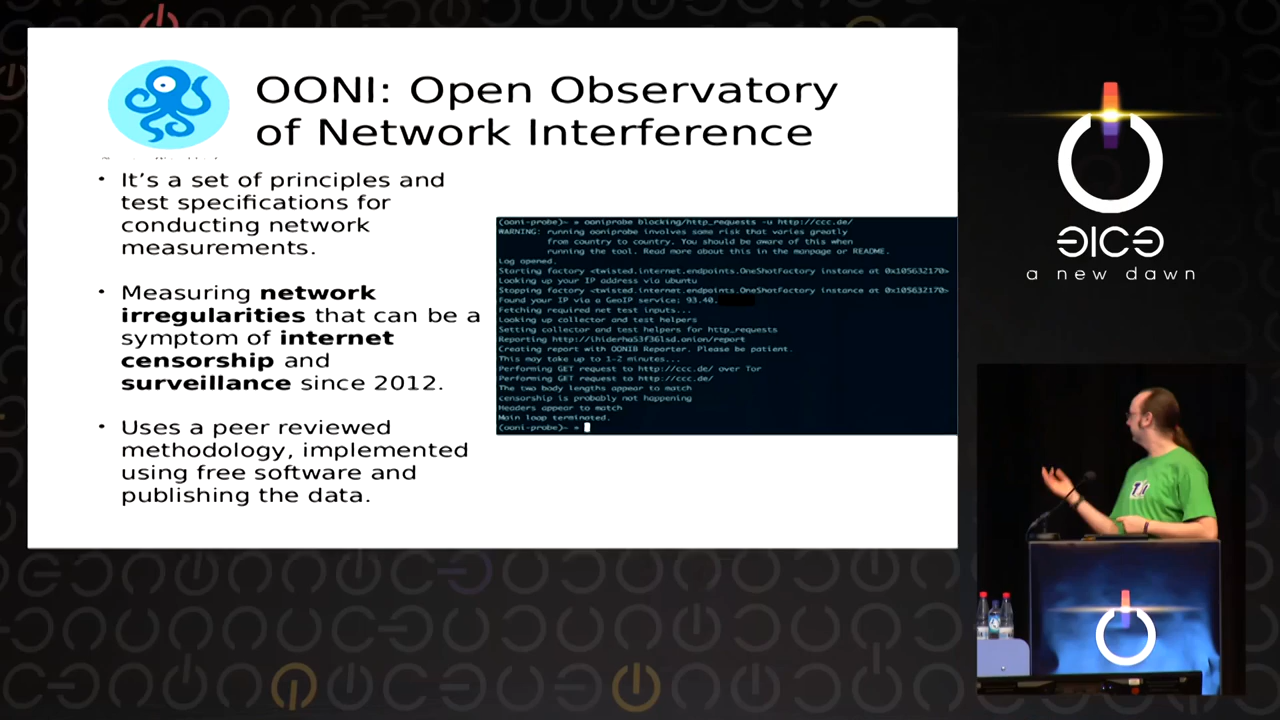 OONI: Open Observatory
of Network Interference
• It's a set of principles and
test specifications for
conducting network
measurements.
• Measuring network
irregularities that can be a
symptom of internet
censorship and
surveillance since 2012.
• Uses a peer reviewed
methodology, implemented
using free software and
publishing the data.
(ooni-probe)~ » ooniprobe blocking/http_requests -u http://ccc.de/
WARNING: running ooniprobe involves some risk that varies greatly
from country to country. You should be aware of this when
running the tool. Read more about this in the manpage or README.
Log opened.
Starting factory <twisted.internet.endpoints.OneShotFactory instance at 0x105632170>
Looking up your IP address via ubuntu
Stopping factory <twisted.internet.endpoints.OneShotFactory instance at 0x105632170>
Found your IP via a GeoIP service: 93.40.
Fetching required net test inputs...
Looking up collector and test helpers
Setting collector and test helpers for http_requests
Reporting http://ihiderha53f36lsd.onion/report
Creating report with OONIB Reporter. Please be patient.
This may take up to 1-2 minutes...
Performing GET request to http://ccc.de/ over Tor
Performing GET request to http://ccc.de/
The two body lengths appear to match
censorship is probably not happening
Headers appear to match
Main loop terminated.
(ooni-probe)~ »
a new dawn